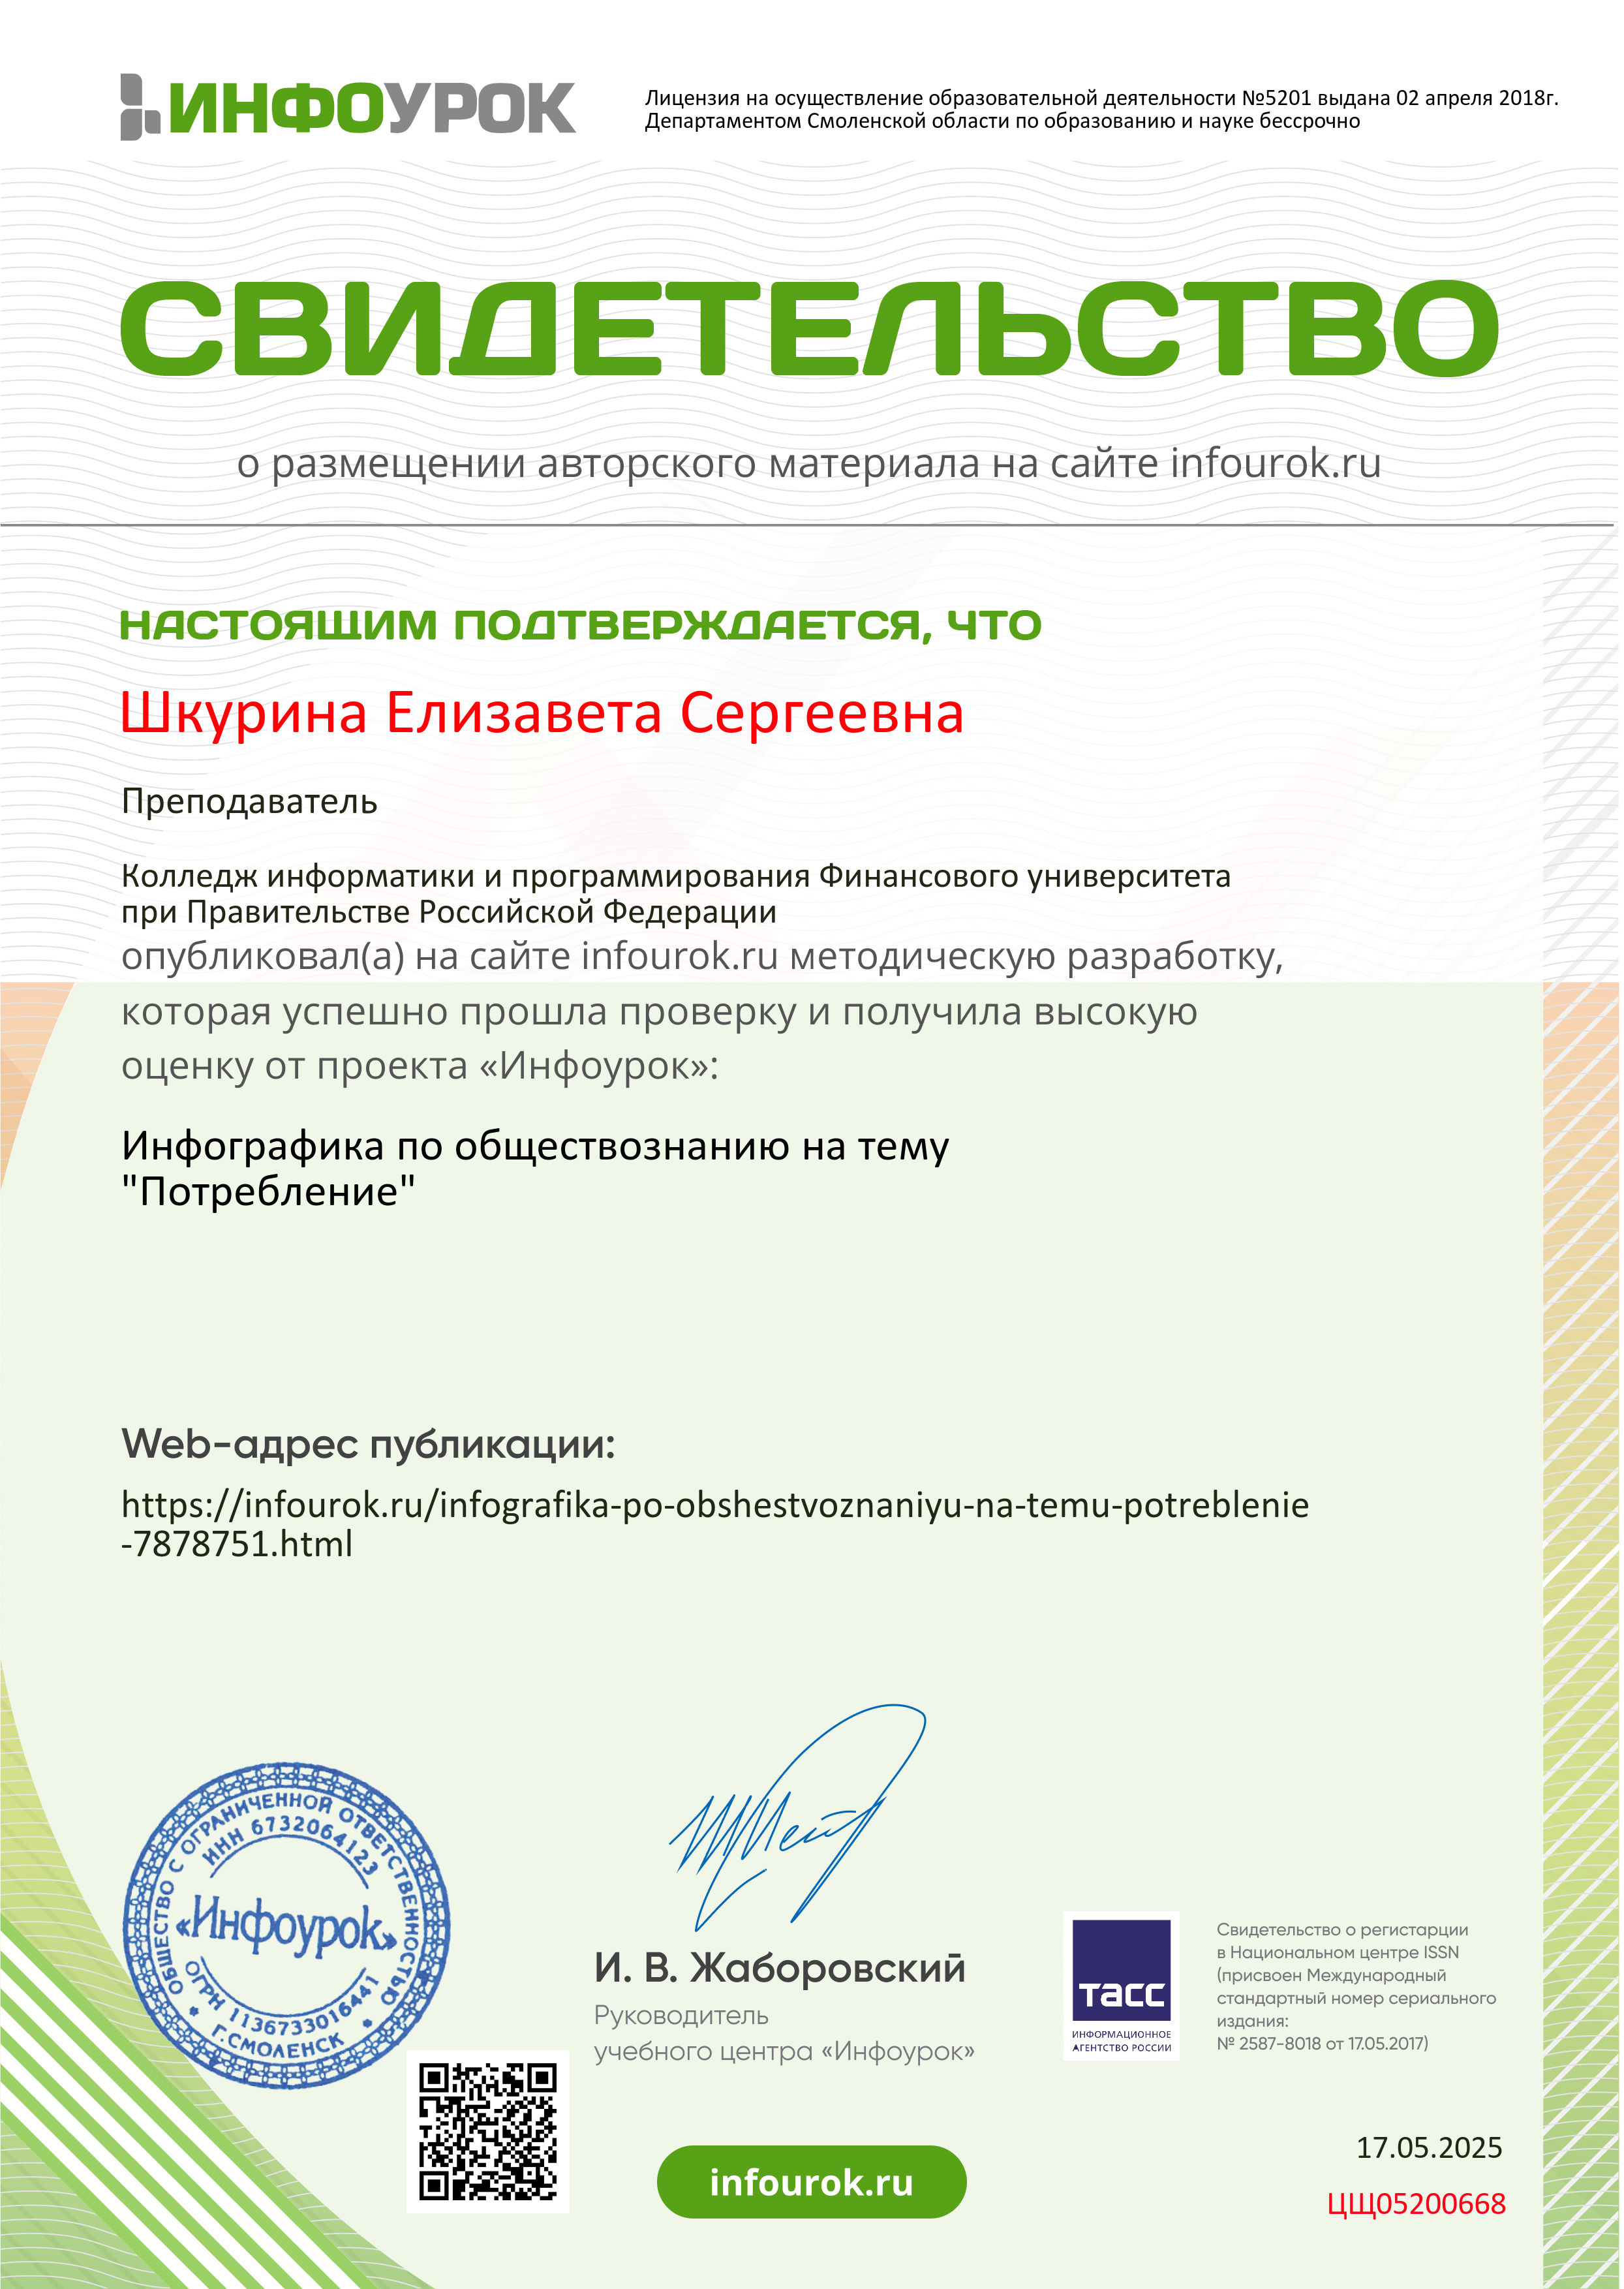 ИНФОУРОК
Лицензия на осуществление образовательной деятельности №5201 выдана 02 апреля 2018г.
Департаментом Смоленской области по образованию и науке бессрочно
СВИДЕТЕЛЬСТВО
о размещении авторского материала на сайте infourok.ru
НАСТОЯЩИМ ПОДТВЕРЖДАЕТСЯ, ЧТО
Шкурина Елизавета Сергеевна
Преподаватель
Колледж информатики и программирования Финансового университета
при Правительстве Российской Федерации
опубликовал(а) на сайте infourok.ru методическую разработку,
которая успешно прошла проверку и получила высокую
оценку от проекта «Инфоурок»:
Инфографика по обществознанию на тему
"Потребление"
Web-адрес публикации:
https://infourok.ru/infografika-po-obshestvoznaniyu-na-temu-potreblenie
-7878751.html
ОБЩЕСТВО С ОГРАНИЧЕННОЙ ОТВЕТСТВЕННОСТЬЮ
ИНН 6732064123
«Инфоурок»
ОГРН 1136733016441
Г.СМОЛЕНСК
И. В. Жаборовский
Руководитель
учебного центра «Инфоурок»
ТАСС
ИНФОРМАЦИОННОЕ
АГЕНТСТВО РОССИИ
Свидетельство о регистарции
в Национальном центре ISSN
(присвоен Международный
стандартный номер сериального
издания:
№ 2587-8018 от 17.05.2017)
infourok.ru
17.05.2025
ЦЩ05200668